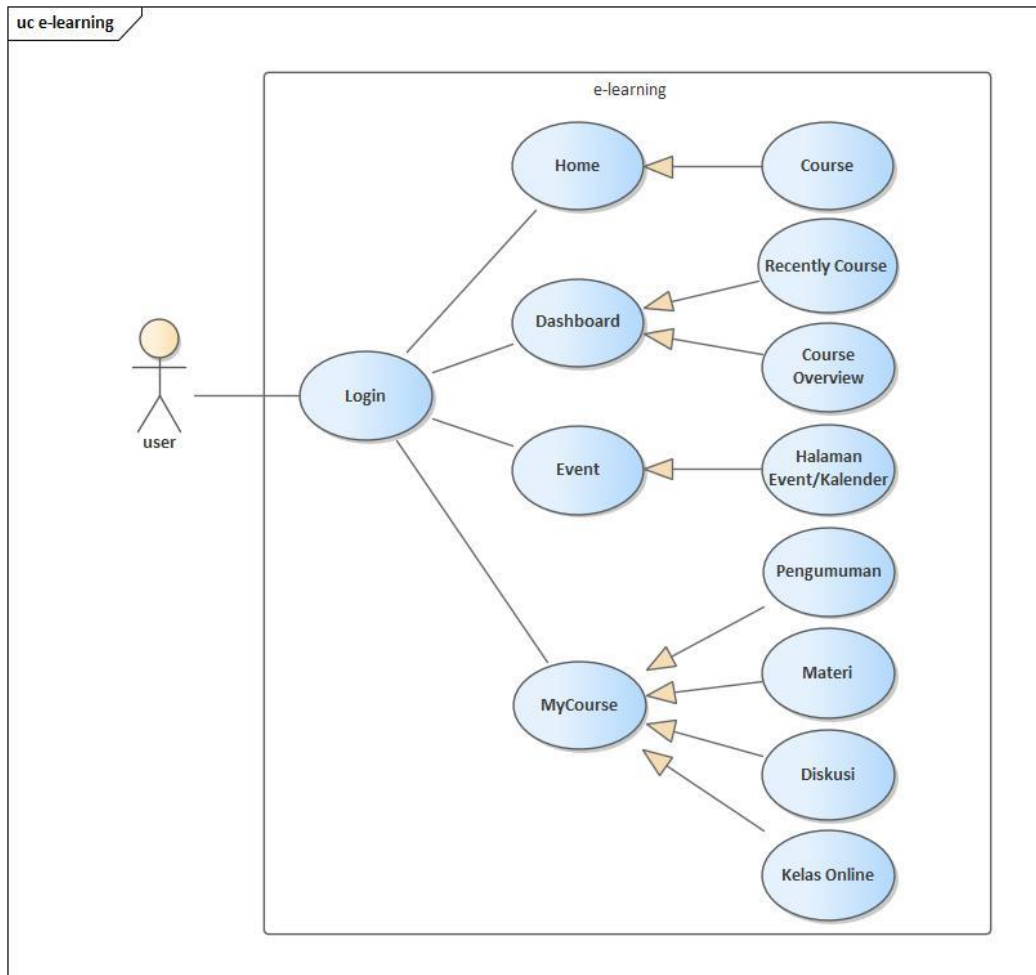 uc e-learning
e-learning
Home
Course
Recently Course
Dashboard
Course
Overview
Login
user
Event
Halaman
Event/Kalender
Pengumuman
Materi
MyCourse
Diskusi
Kelas Online